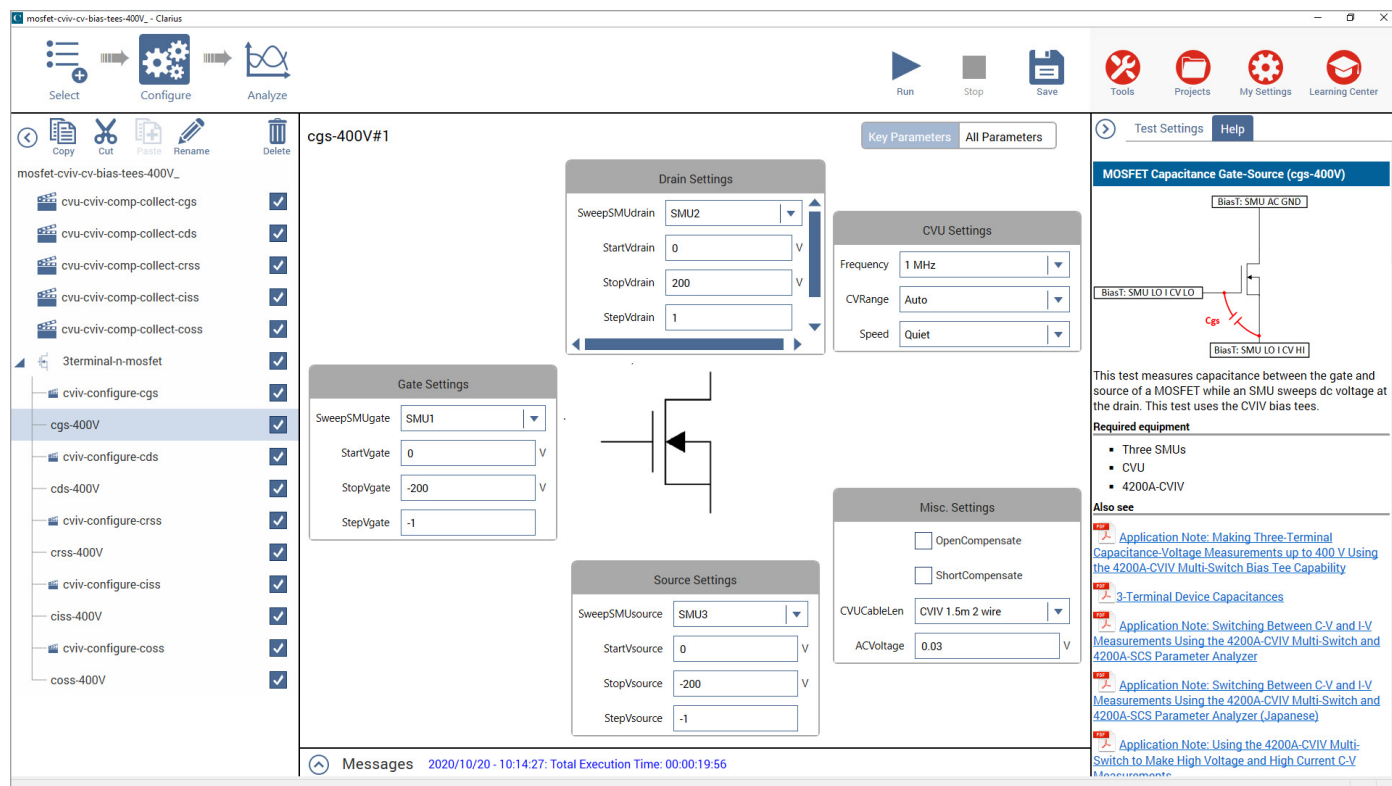 mosfet-cviv-cv-bias-tees-400V_ - Clarius
Select
Configure
Analyze
Run
Stop
Save
Tools
Projects
My Settings
Learning Center
Copy
Cut
Paste
Rename
Delete
mosfet-cviv-cv-bias-tees-400V_
cvu-cviv-comp-collect-cgs
cvu-cviv-comp-collect-cds
cvu-cviv-comp-collect-crss
cvu-cviv-comp-collect-ciss
cvu-cviv-comp-collect-coss
3terminal-n-mosfet
cviv-configure-cgs
cgs-400V
cviv-configure-cds
cds-400V
cviv-configure-crss
crss-400V
cviv-configure-ciss
ciss-400V
cviv-configure-coss
coss-400V
cgs-400V#1
Key Parameters
All Parameters
Drain Settings
SweepSMUdrain SMU2
StartVdrain 0 V
StopVdrain 200 V
StepVdrain 1
CVU Settings
Frequency 1 MHz
CVRange Auto
Speed Quiet
Gate Settings
SweepSMUgate SMU1
StartVgate 0 V
StopVgate -200 V
StepVgate -1
Source Settings
SweepSMUsource SMU3
StartVsource 0 V
StopVsource -200 V
StepVsource -1
Misc. Settings
OpenCompensate
ShortCompensate
CVUCableLen CVIV 1.5m 2 wire
ACVoltage 0.03 V
Messages 2020/10/20 - 10:14:27: Total Execution Time: 00:00:19:56
Test Settings
Help
MOSFET Capacitance Gate-Source (cgs-400V)
BiasT: SMU AC GND
BiasT: SMU LO I CV LO
Cgs
BiasT: SMU LO I CV HI
This test measures capacitance between the gate and
source of a MOSFET while an SMU sweeps dc voltage at
the drain. This test uses the CVIV bias tees.
Required equipment
▪ Three SMUs
▪ CVU
▪ 4200A-CVIV
Also see
PDF Application Note: Making Three-Terminal
Capacitance-Voltage Measurements up to 400 V Using
the 4200A-CVIV Multi-Switch Bias Tee Capability
PDF 3-Terminal Device Capacitances
PDF Application Note: Switching Between C-V and I-V
Measurements Using the 4200A-CVIV Multi-Switch and
4200A-SCS Parameter Analyzer
PDF Application Note: Switching Between C-V and I-V
Measurements Using the 4200A-CVIV Multi-Switch and
4200A-SCS Parameter Analyzer (Japanese)
PDF Application Note: Using the 4200A-CVIV Multi-
Switch to Make High Voltage and High Current C-V
Measurements